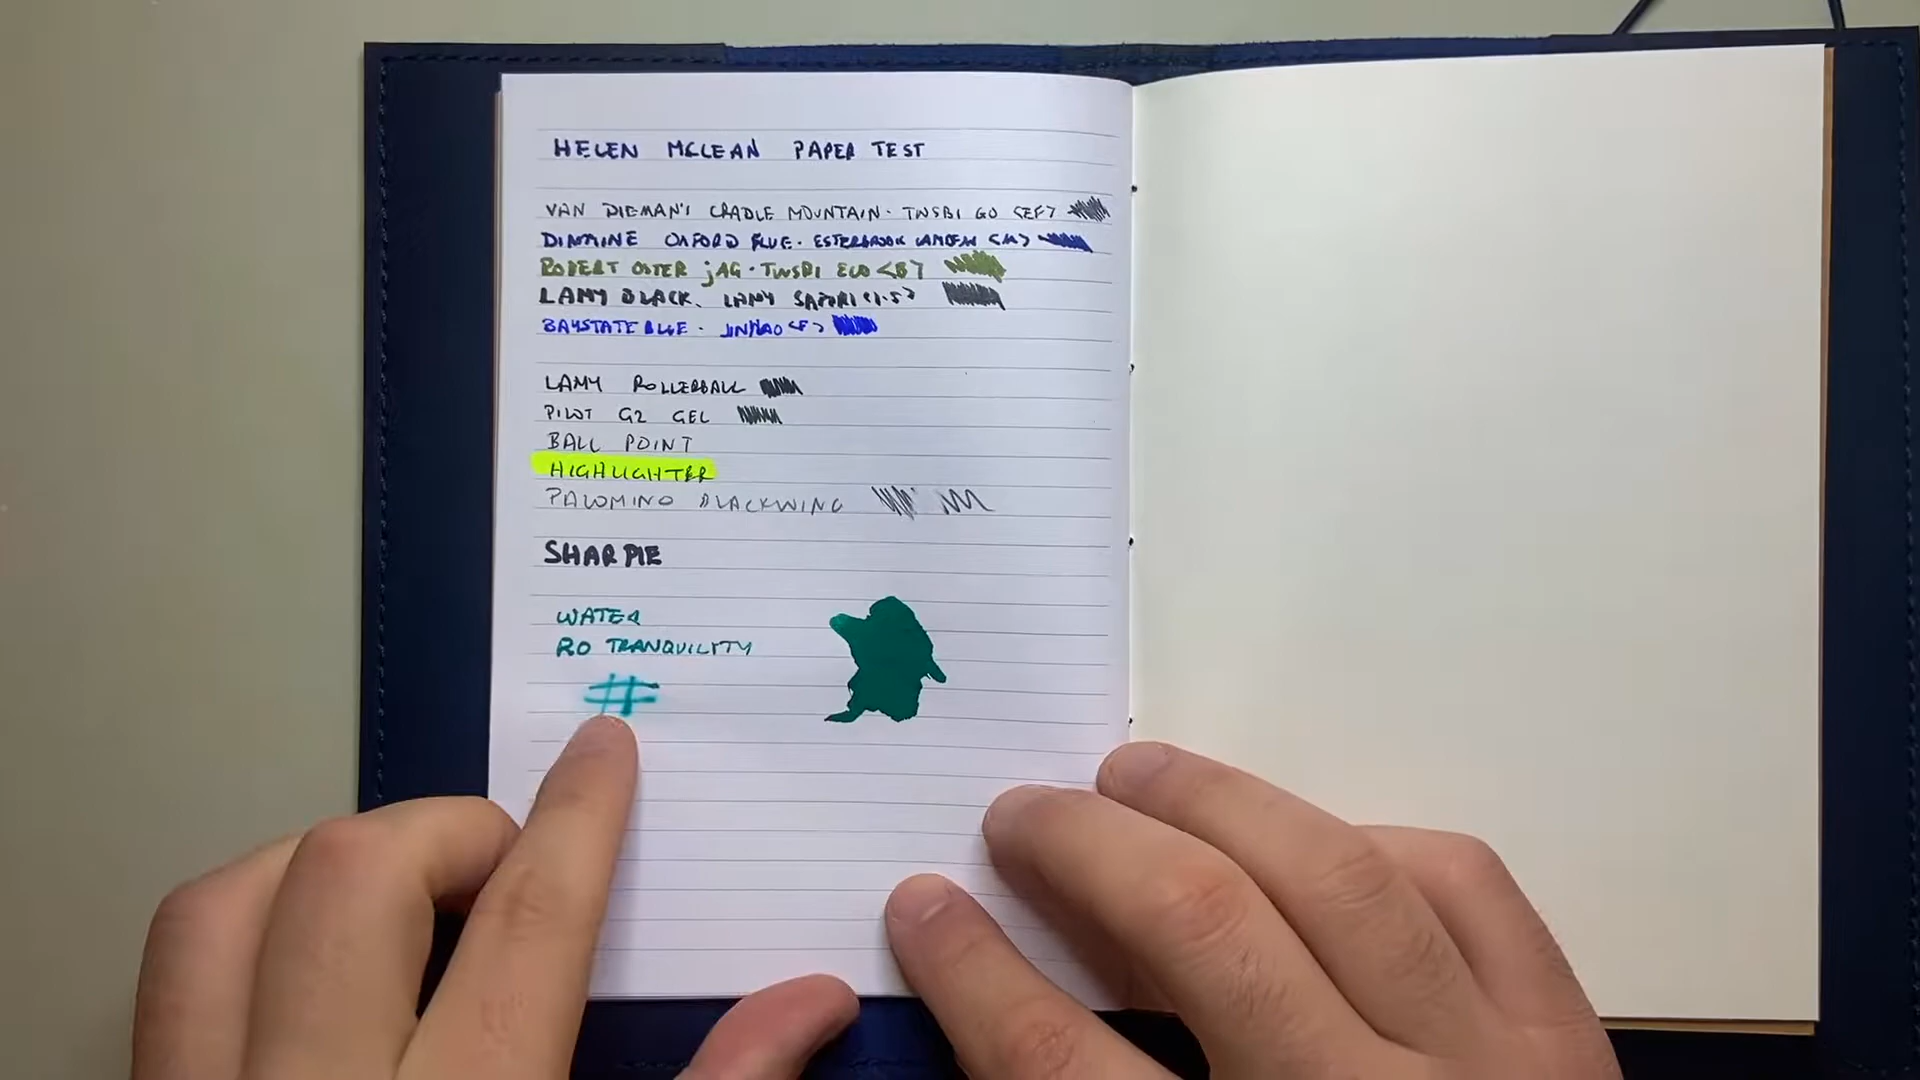 HELEN MCLEAN PAPER TEST
VAN DIEMAN'S CRADLE MOUNTAIN · TWSBI GO <EF>
DIAMINE OXFORD BLUE · ESTERBROOK CAMDEN <M>
ROBERT OSTER JAG · TWSBI ECO <B>
LAMY BLACK. LAMY SAFARI <1.5>
BAYSTATE BLUE · JINHAO <F>
LAMY ROLLERBALL
PILOT G2 GEL
BALL POINT
HIGHLIGHTER
PALOMINO BLACKWING
SHARPIE
WATER
RO TRANQUILITY
#